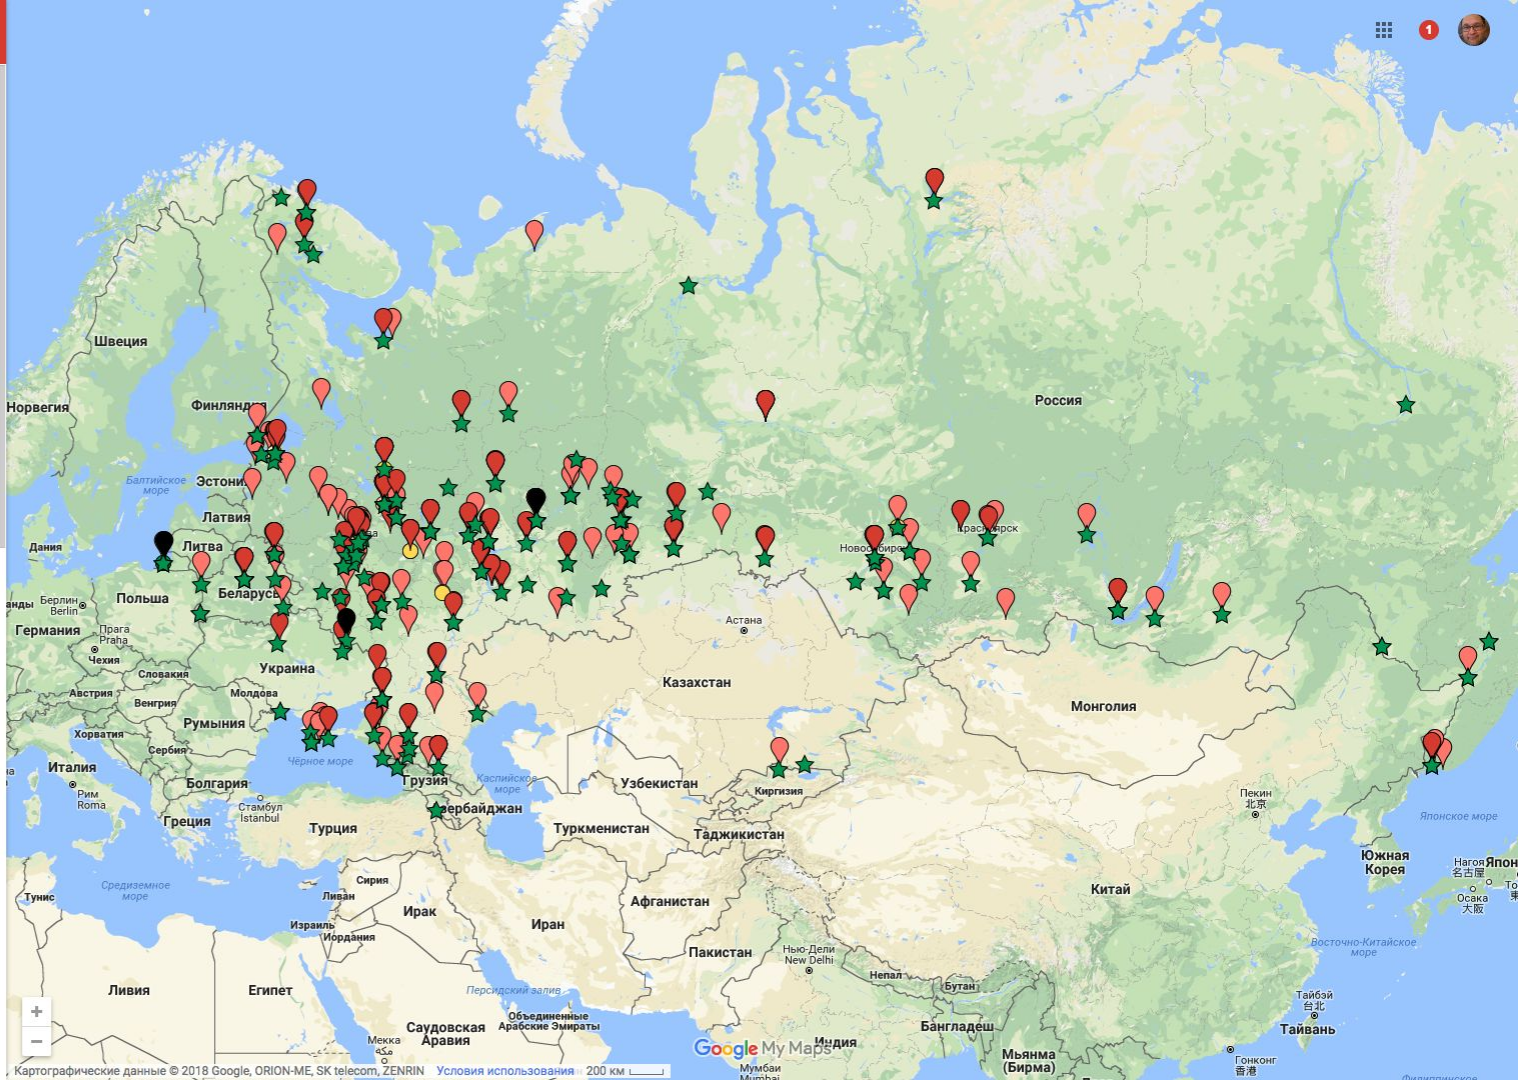 1
Швеция
Норвегия
Финляндия
Россия
Балтийское
море
Эстония
Латвия
Дания
Литва
Красноярск
Польша
Беларусь
Берлин
Berlin
Германия
Прага
Praha
Чехия
Астана
Украина
Словакия
Казахстан
Австрия
Молдова
Венгрия
Монголия
Румыния
Хорватия
Сербия
Чёрное море
Италия
Болгария
Грузия
Каспийское
море
Узбекистан
Киргизия
Рим
Roma
Стамбул
İstanbul
Азербайджан
Пекин
北京
Греция
Турция
Туркменистан
Таджикистан
Японское море
Южная
Корея
Нагоя
名古屋
Сирия
Средиземное
море
Тунис
Ливан
Китай
Осака
大阪
Ирак
Афганистан
Израиль
Иордания
Иран
Пакистан
Нью-Дели
New Delhi
Восточно-Китайское
море
Непал
Бутан
Ливия
Египет
Персидский залив
Тайбэй
台北
Саудовская
Аравия
Объединенные
Арабские Эмираты
Бангладеш
Тайвань
Мекка
مكة
Google My Maps
Индия
Мьянма
(Бирма)
Гонконг
香港
Мумбаи
Mumbai
Картографические данные © 2018 Google, ORION-ME, SK telecom, ZENRIN
Условия использования
200 км
Филиппинское